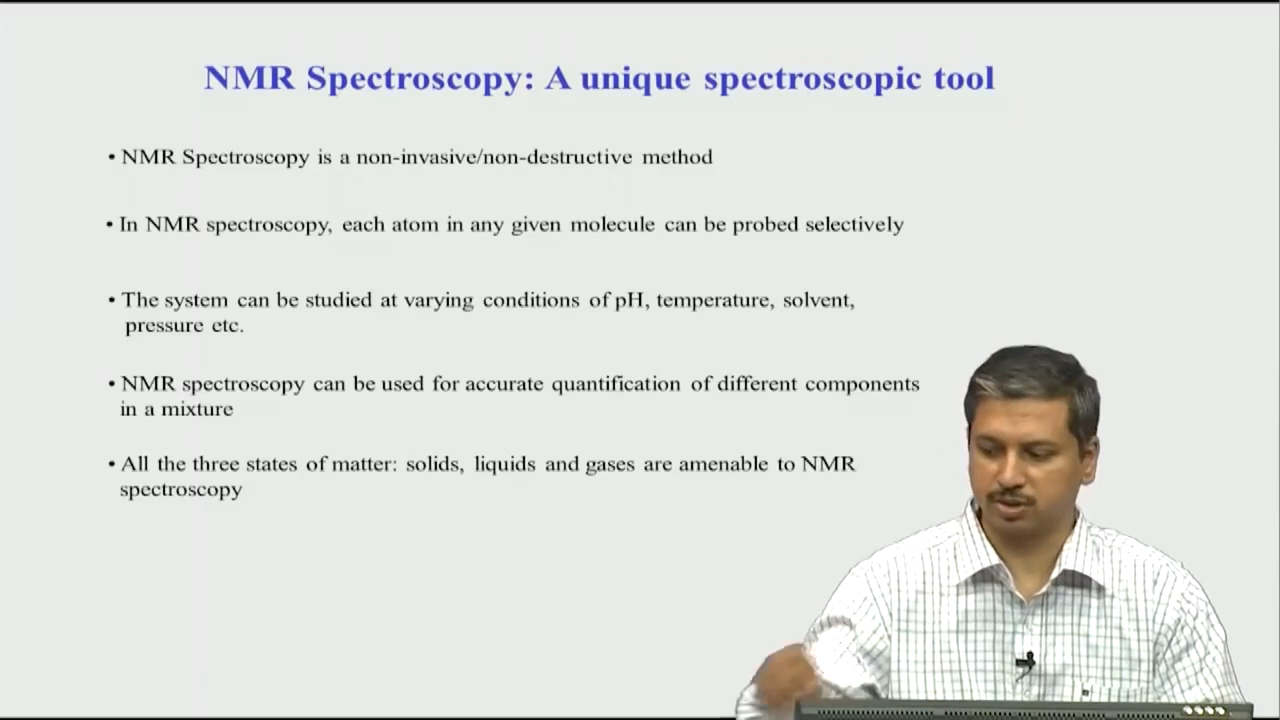 NMR Spectroscopy: A unique spectroscopic tool
• NMR Spectroscopy is a non-invasive/non-destructive method
• In NMR spectroscopy, each atom in any given molecule can be probed selectively
• The system can be studied at varying conditions of pH, temperature, solvent,
pressure etc.
• NMR spectroscopy can be used for accurate quantification of different components
in a mixture
• All the three states of matter: solids, liquids and gases are amenable to NMR
spectroscopy